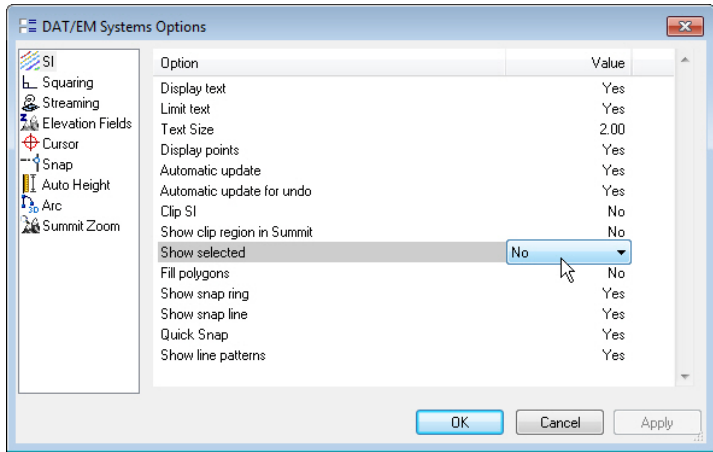 DAT/EM Systems Options
SI
Squaring
Streaming
Elevation Fields
Cursor
Snap
Auto Height
Arc
Summit Zoom
Option Value
Display text Yes
Limit text Yes
Text Size 2.00
Display points Yes
Automatic update Yes
Automatic update for undo Yes
Clip SI No
Show clip region in Summit No
Show selected No
Fill polygons No
Show snap ring Yes
Show snap line Yes
Quick Snap Yes
Show line patterns Yes
OK Cancel Apply